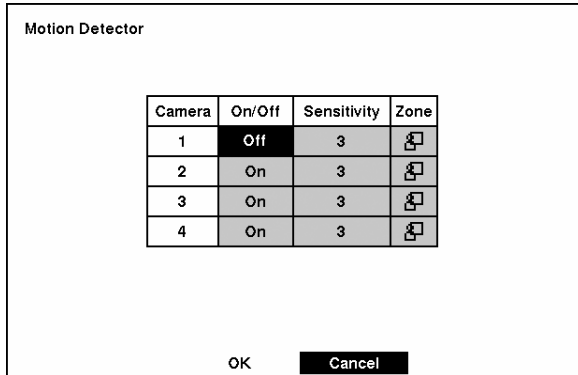 Motion Detector
Camera On/Off Sensitivity Zone
1 Off 3
2 On 3
3 On 3
4 On 3
OK Cancel